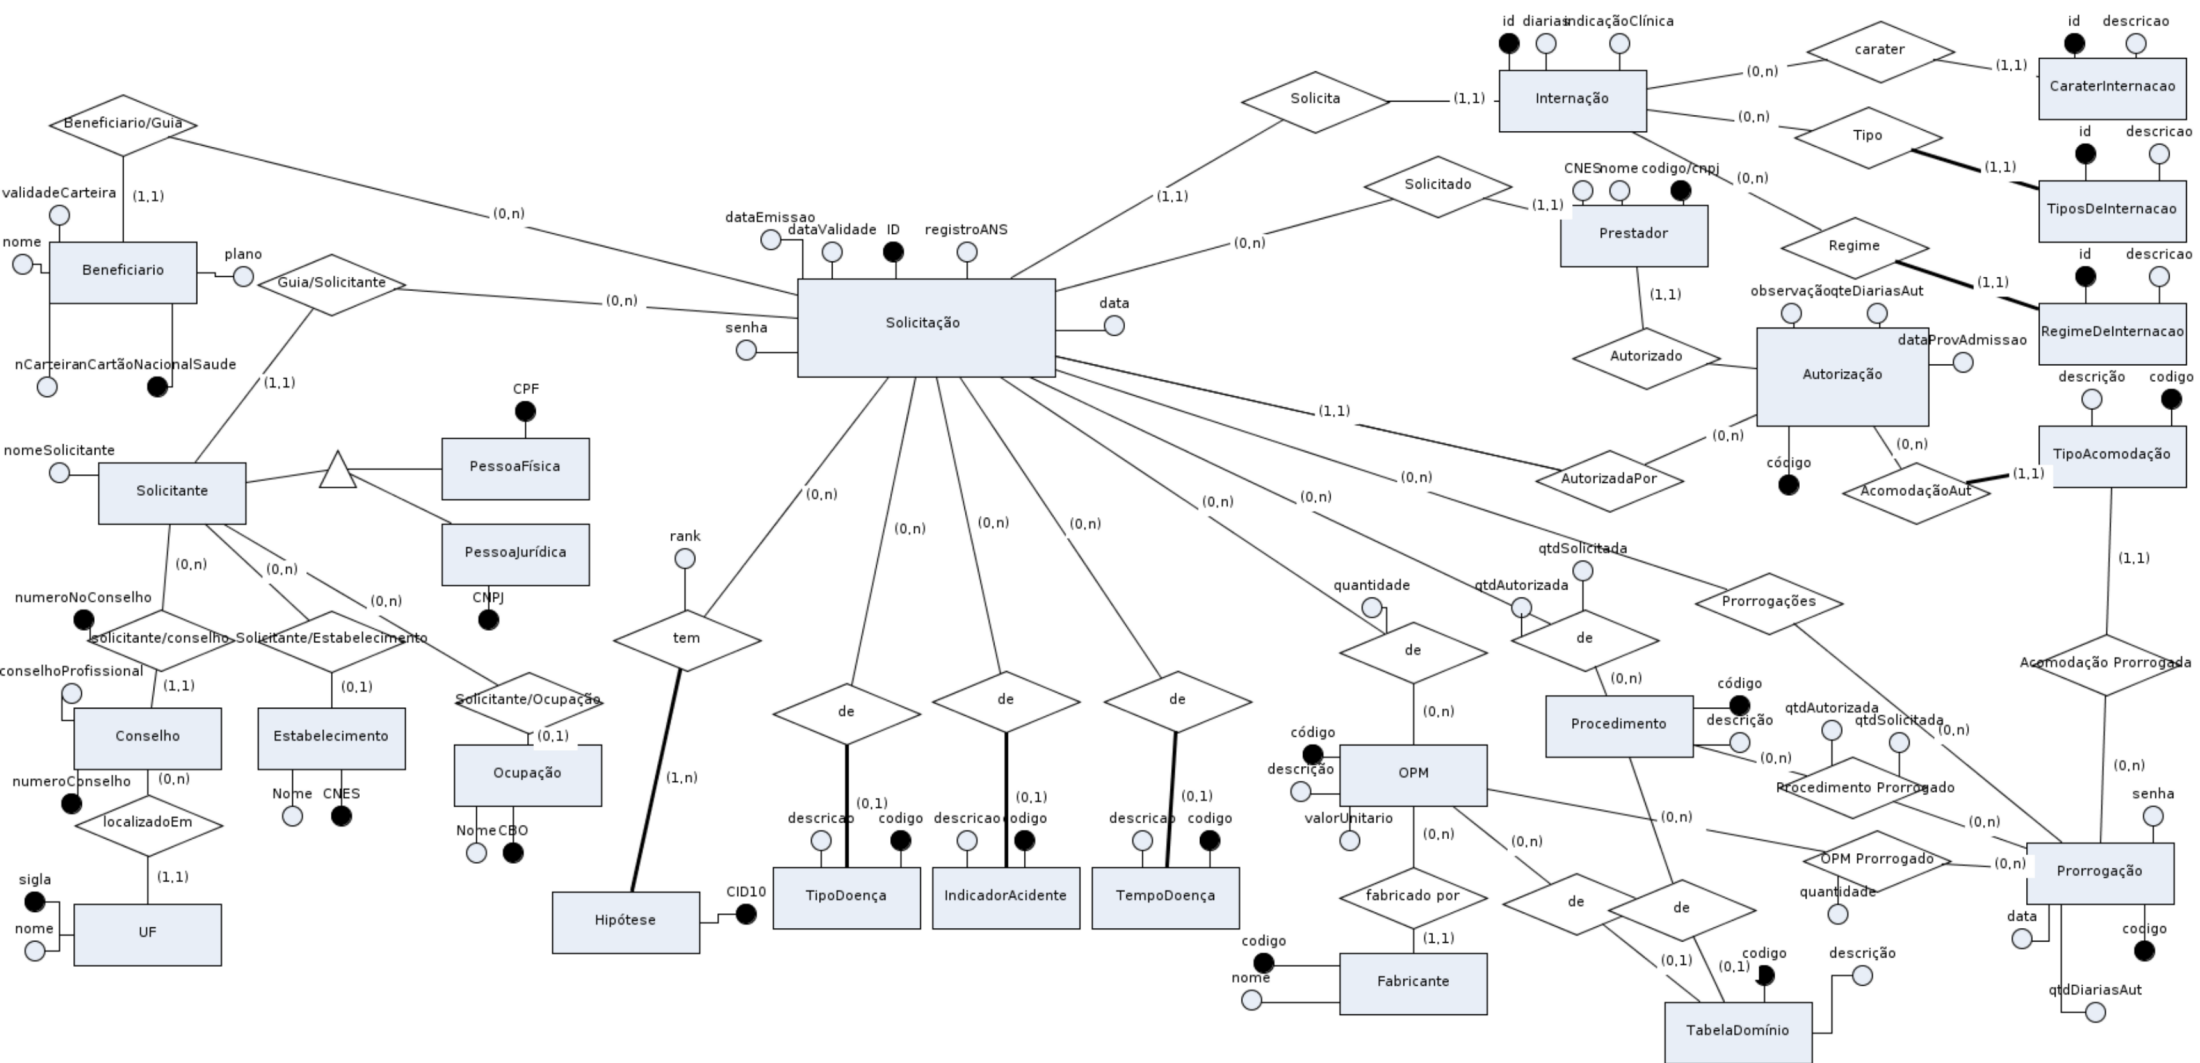 id diarias indicaçãoClínica
id descricao
carater
(0,n)
(1,1)
Internação
CaraterInternacao
Solicita
(1,1)
Beneficiario/Guia
(0,n)
Tipo
id descricao
(1,1)
TiposDeInternacao
Solicitado
CNES nome codigo/cnpj
(0,n)
(1,1)
(1,1)
validadeCarteira
(1,1)
(0,n)
dataEmissao
dataValidade ID registroANS
(0,n)
Prestador
Regime
id descricao
nome
plano
Beneficiario
Guia/Solicitante
(0,n)
(1,1)
observação qteDiariasAut
(1,1)
RegimeDeInternacao
senha
Solicitação
data
Autorizado
dataProvAdmissao
Autorização
nCarteira nCartãoNacionalSaude
(1,1)
descrição codigo
CPF
(1,1)
(0,n)
(0,n)
TipoAcomodação
nomeSolicitante
PessoaFísica
código
(1,1)
Solicitante
AutorizadaPor
AcomodaçãoAut
(0,n)
(0,n)
(0,n)
(0,n)
(0,n)
(0,n)
(0,n)
PessoaJurídica
rank
qtdSolicitada
(1,1)
(0,n)
(0,n)
CNPJ
quantidade
qtdAutorizada
numeroNoConselho
(0,n)
Prorrogações
solicitante/conselho
Solicitante/Estabelecimento
tem
de
de
Acomodação Prorrogada
conselhoProfissional
(1,1)
(0,1)
Solicitante/Ocupação
de
de
de
(0,n)
código
(0,n)
descrição
qtdAutorizada
qtdSolicitada
Conselho
Estabelecimento
(0,1)
código
Procedimento
(0,n)
(0,n)
numeroConselho
(0,n)
Ocupação
(1,n)
descrição
OPM
Procedimento Prorrogado
(0,n)
Nome CNES
(0,1)
(0,1)
(0,1)
senha
localizadoEm
Nome CBO
descricao codigo
descricao codigo
descricao codigo
valorUnitario
(0,n)
(0,n)
(0,n)
(0,n)
OPM Prorrogado
(0,n)
(1,1)
sigla
CID10
TipoDoença
IndicadorAcidente
TempoDoença
fabricado por
de
de
quantidade
Prorrogação
nome
UF
Hipótese
data
codigo
codigo
(1,1)
(0,1)
(0,1)
codigo
descrição
nome
Fabricante
qtdDiariasAut
TabelaDomínio